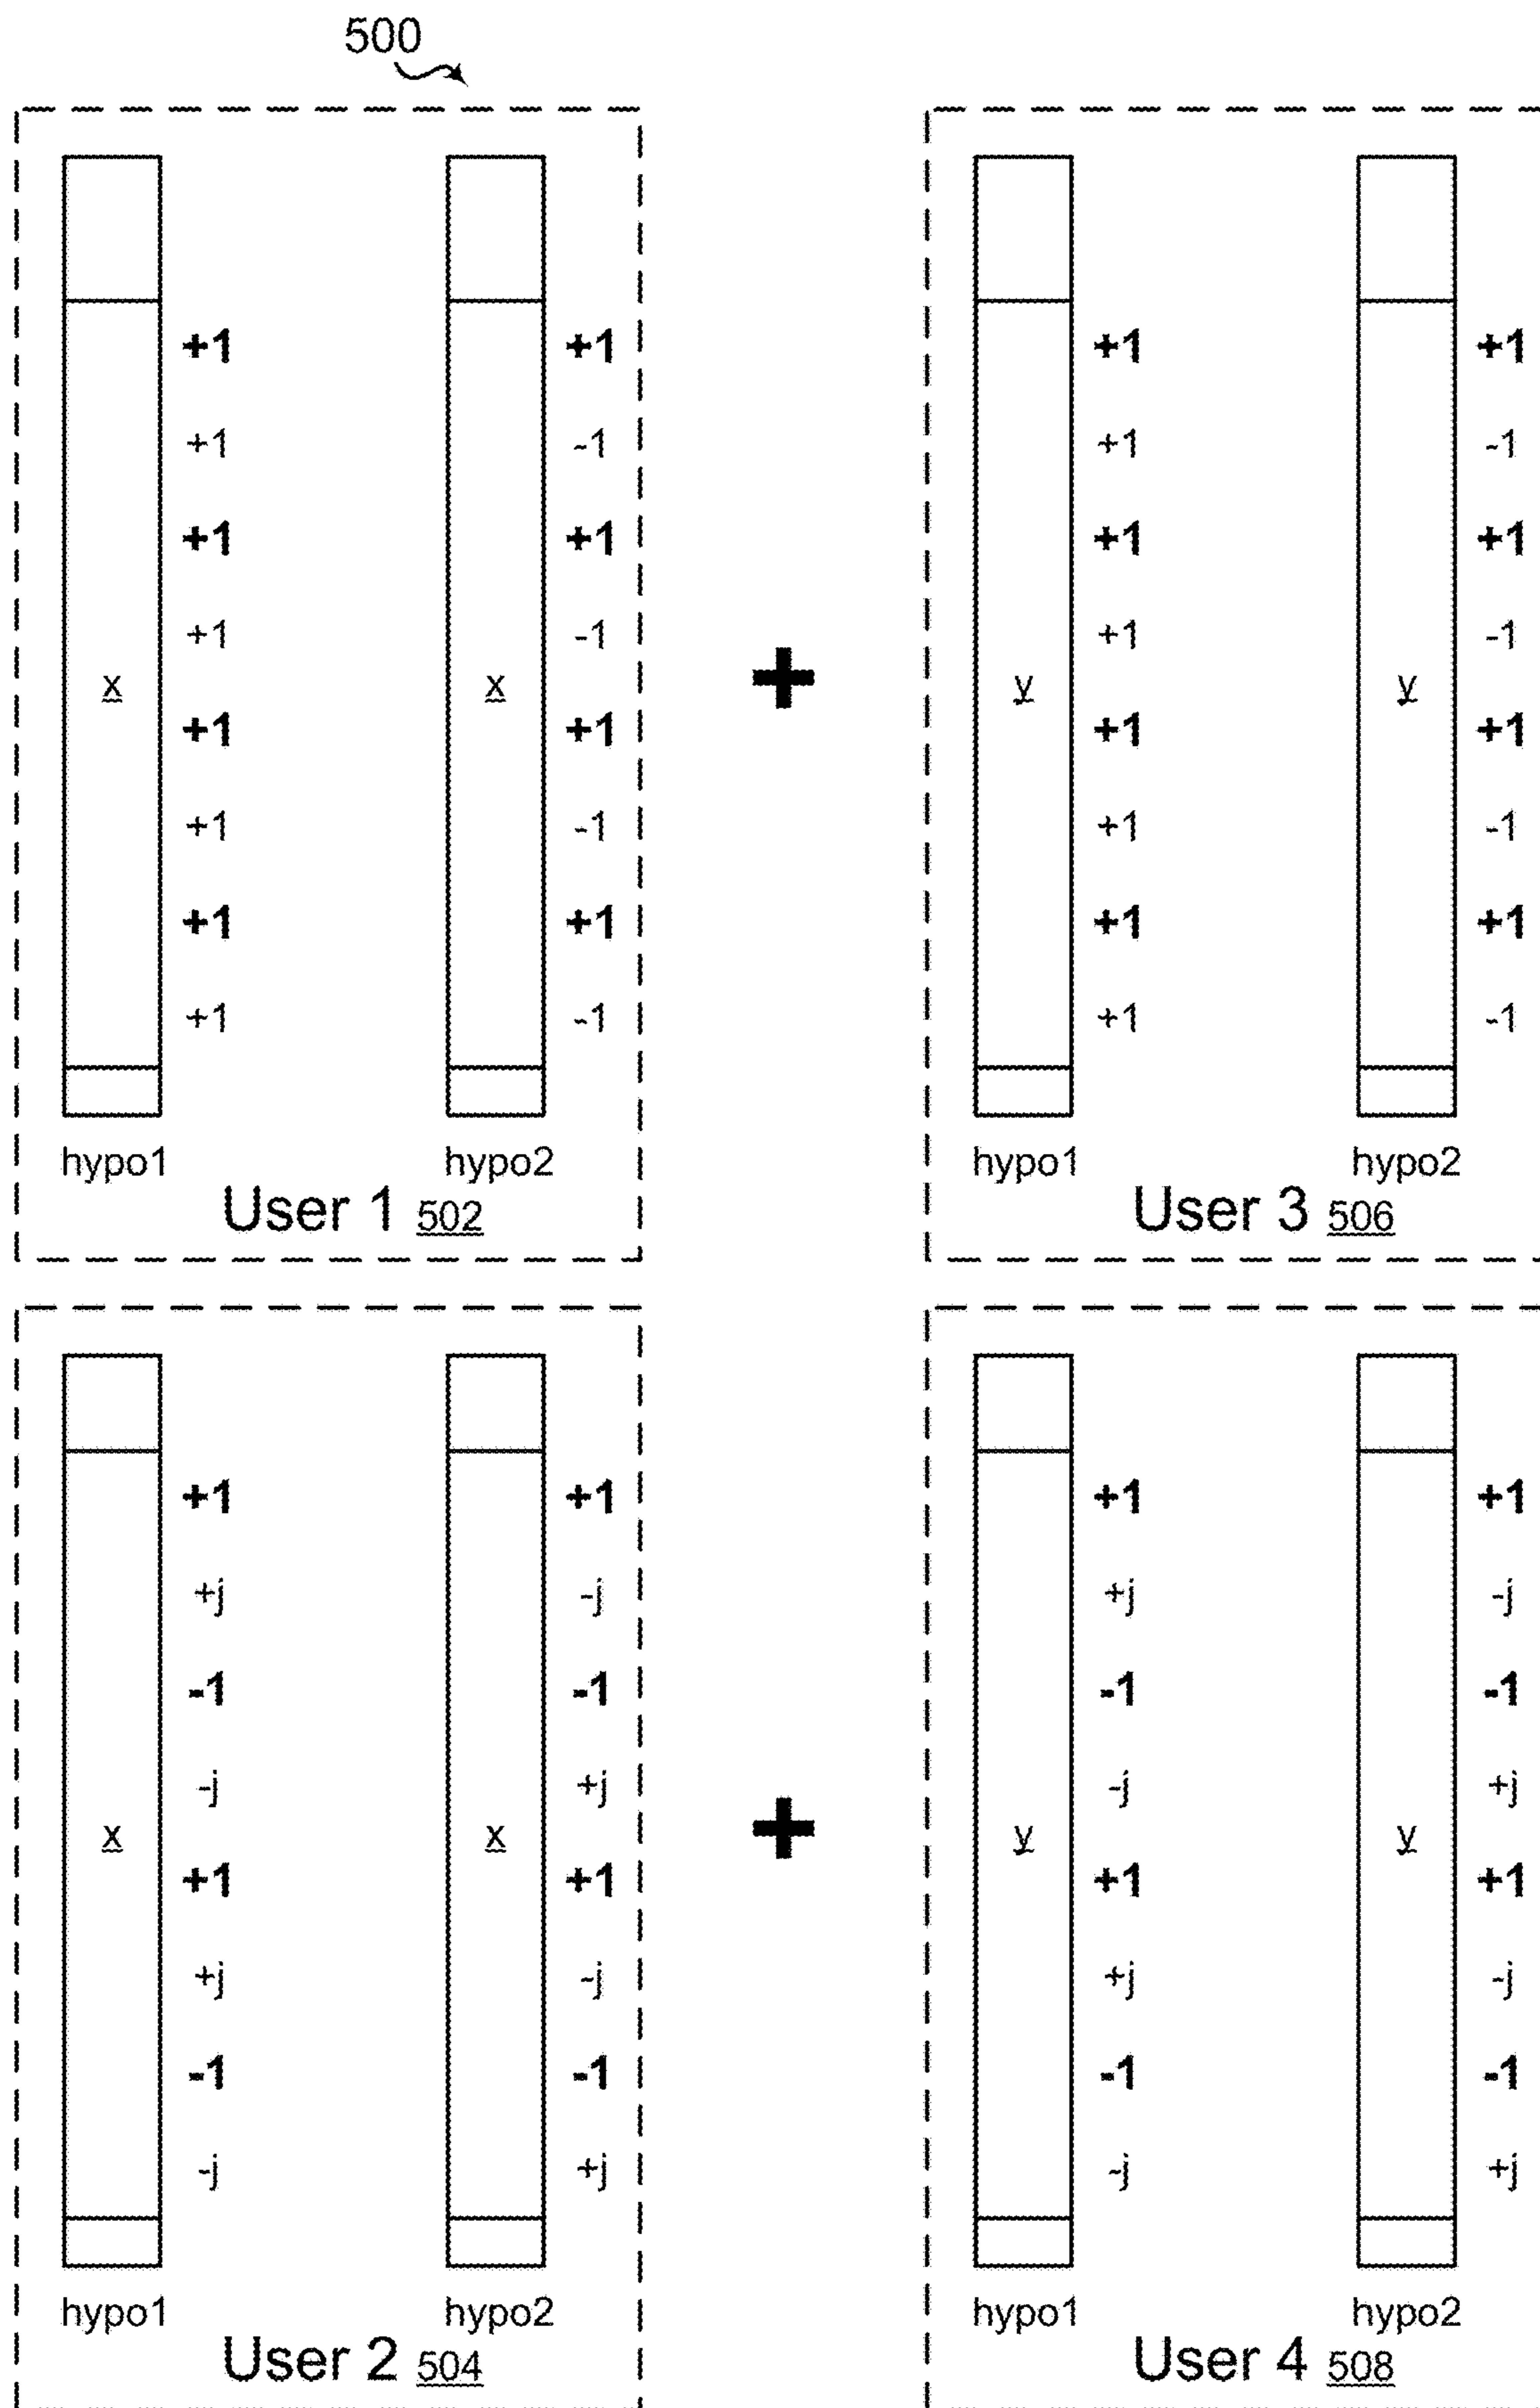 500
+1 +1 +1 +1
+1 -1 +1 -1
+1 +1 +1 +1
+1 -1 +1 -1
x x + y y
+1 +1 +1 +1
+1 -1 +1 -1
+1 +1 +1 +1
+1 -1 +1 -1
hypo1 hypo2 hypo1 hypo2
User 1 502 User 3 506
+1 +1 +1 +1
+j -j +j -j
-1 -1 -1 -1
-j +j -j +j
x x + y y
+1 +1 +1 +1
+j -j +j -j
-1 -1 -1 -1
-j +j -j +j
hypo1 hypo2 hypo1 hypo2
User 2 504 User 4 508